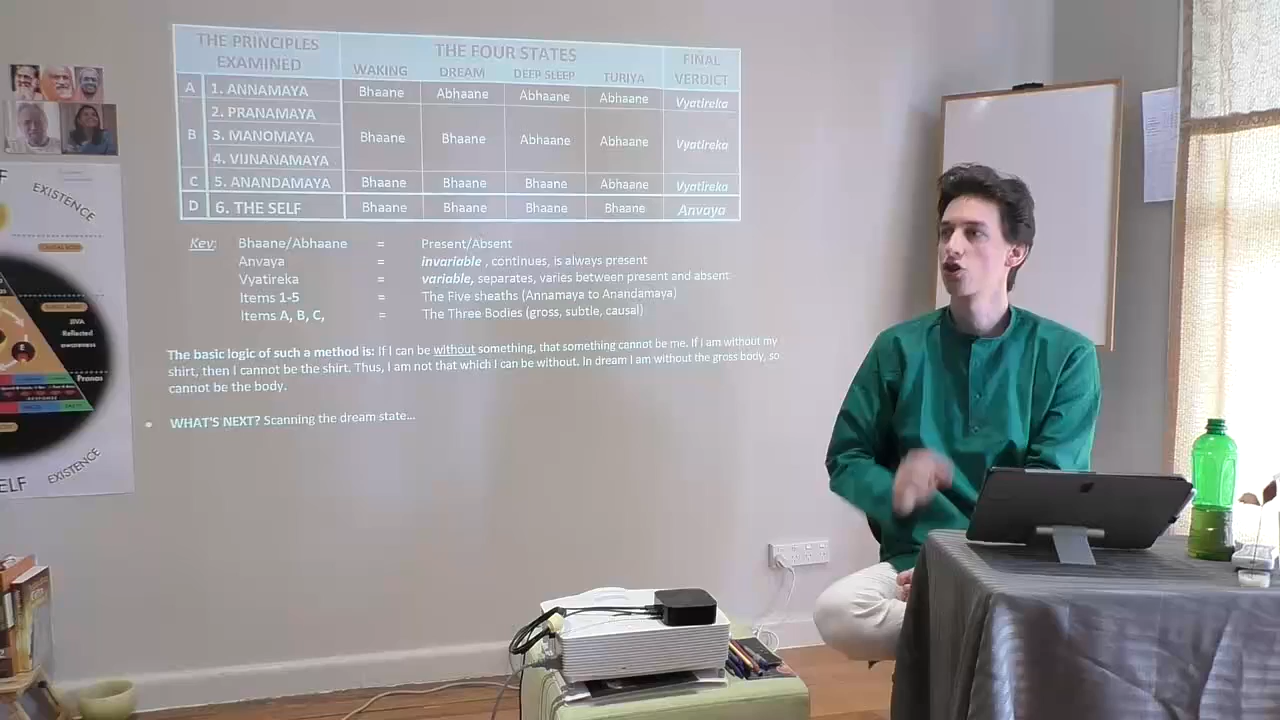 THE PRINCIPLES EXAMINED THE FOUR STATES FINAL VERDICT
WAKING DREAM DEEP SLEEP TURIYA
A 1. ANNAMAYA Bhaane Abhaane Abhaane Abhaane Vyatireka
2. PRANAMAYA
B 3. MANOMAYA Bhaane Bhaane Abhaane Abhaane Vyatireka
4. VIJNANAMAYA
C 5. ANANDAMAYA Bhaane Bhaane Bhaane Abhaane Vyatireka
D 6. THE SELF Bhaane Bhaane Bhaane Bhaane Anvaya
Key: Bhaane/Abhaane = Present/Absent
Anvaya = invariable , continues, is always present
Vyatireka = variable, separates, varies between present and absent
Items 1-5 = The Five sheaths (Annamaya to Anandamaya)
Items A, B, C, = The Three Bodies (gross, subtle, causal)
The basic logic of such a method is: If I can be without something, that something cannot be me. If I am without my
shirt, then I cannot be the shirt. Thus, I am not that which I can be without. In dream I am without the gross body, so
cannot be the body.
• WHAT'S NEXT? Scanning the dream state...
EXISTENCE
JIVA
Reflected
awareness
Pranas
RESPONSE
EXISTENCE